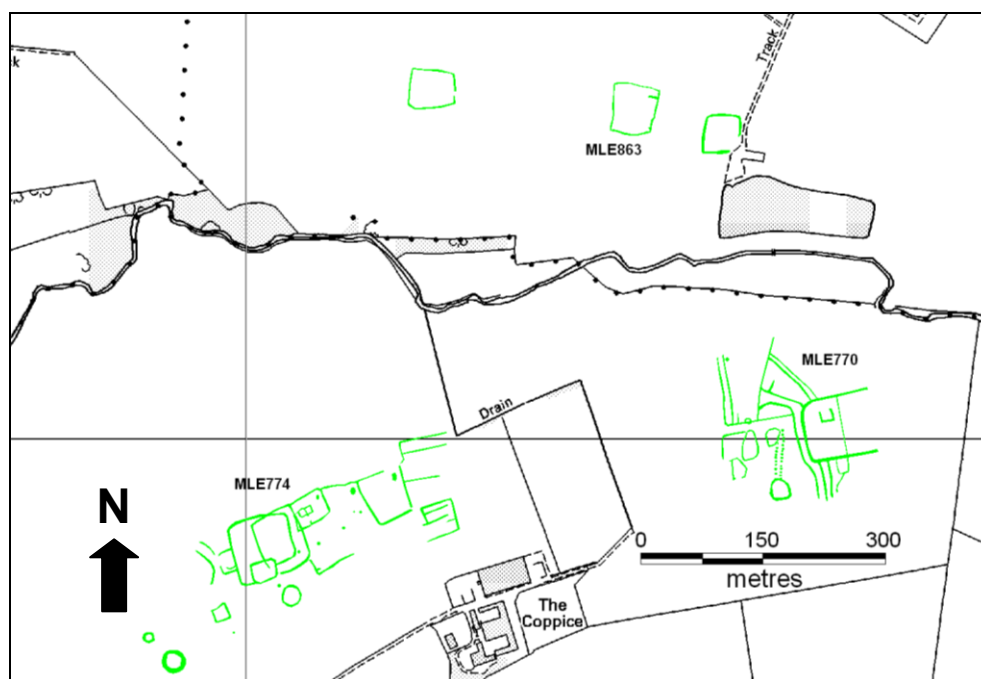 Track
MLE863
MLE770
Drain
MLE774
N
0 150 300
metres
The
Coppice